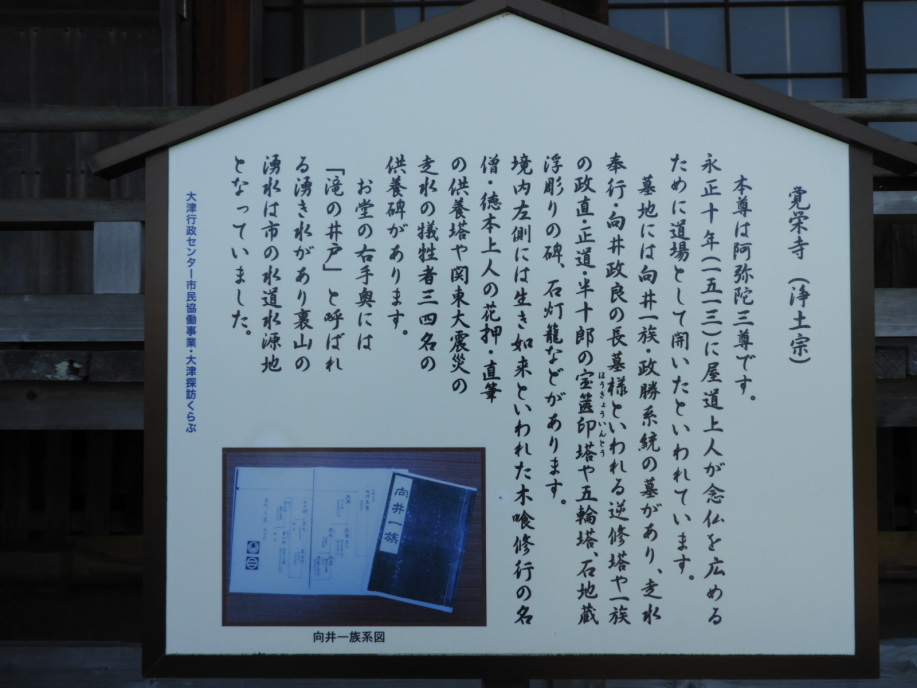 覚栄寺（浄土宗）
本尊は阿弥陀三尊です。
永正十年（一五一三）に屋道上人が念仏を広める
ために道場として開いたといわれています。
墓地には向井一族・政勝系統の墓があり、走水
奉行・向井政良の長墓様といわれる逆修塔や一族
の政直・正道・半十郎の宝篋印塔や五輪塔、石地蔵
ほうきょういんとう
浮彫りの碑、石灯籠などがあります。
境内左側には生き如来といわれた木喰修行の名
僧・徳本上人の花押・直筆
の供養塔や関東大震災の
走水の犠牲者三四名の
供養碑があります。
お堂の右手奥には
「滝の井戸」と呼ばれ
る湧き水があり裏山の
湧水は市の水道水源地
となっていました。
大津行政センター市民協働事業・大津探訪くらぶ
向井一族
向井一族系図